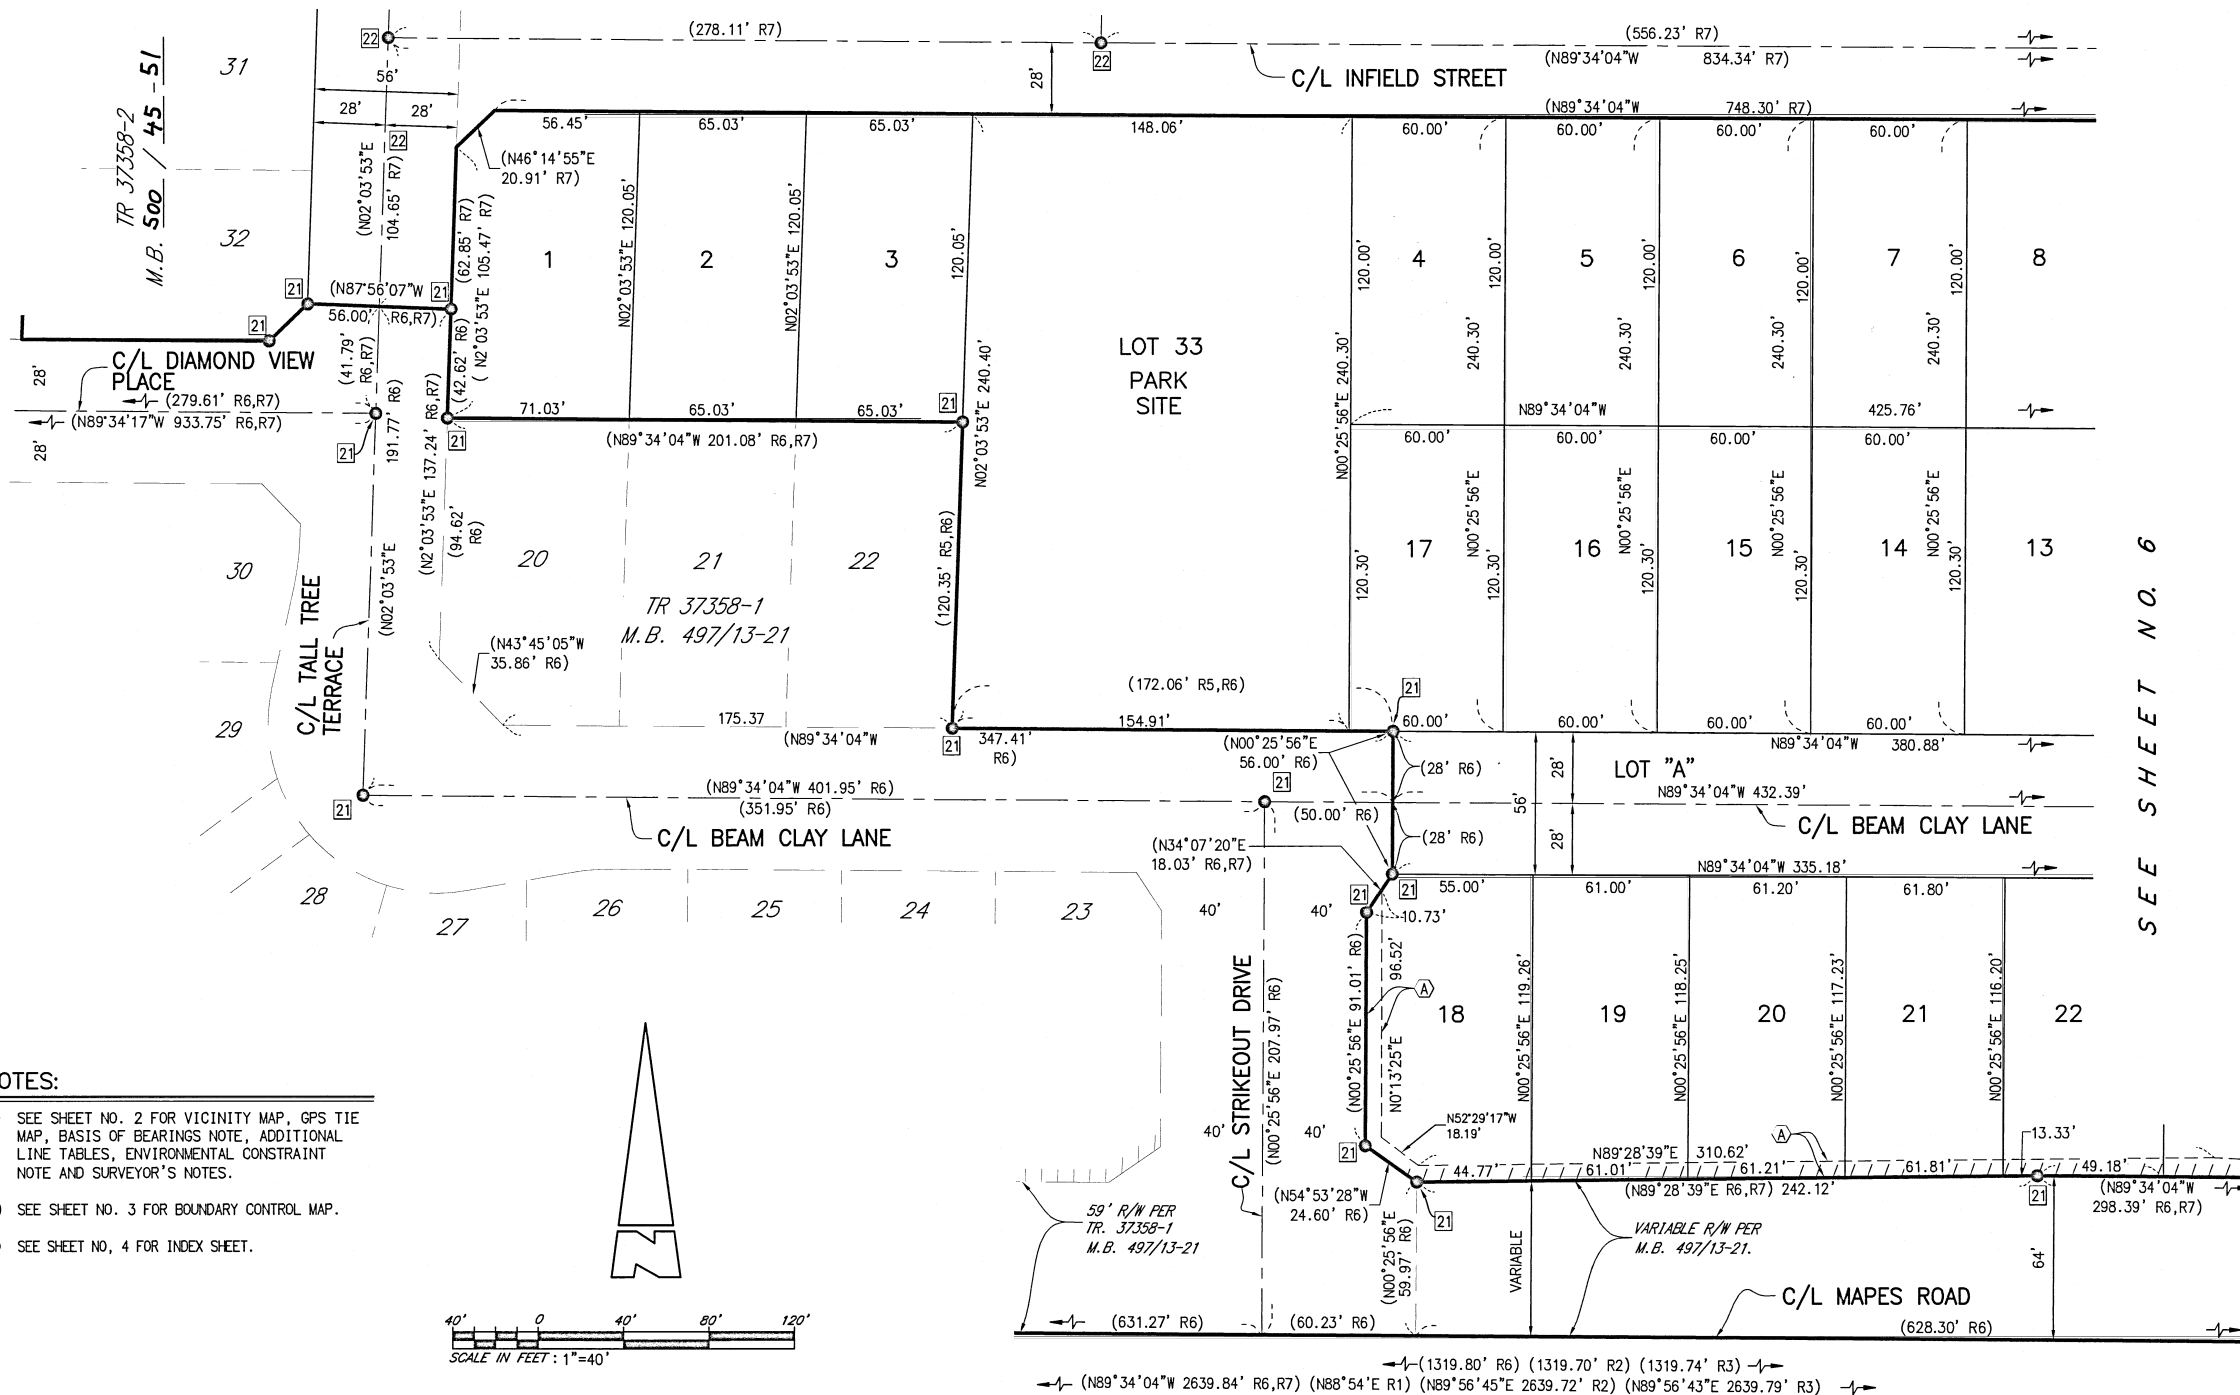 31
TR 37358-2
M.B. 500 / 45 -51
32
22
56'
28'
28'
22
(278.11' R7)
22
28'
C/L INFIELD STREET
(556.23' R7)
(N89°34'04"W 834.34' R7)
(N89°34'04"W 748.30' R7)
(N02°03'53"E
104.65' R7)
(N46°14'55"E
20.91' R7)
56.45'
65.03'
65.03'
148.06'
60.00'
60.00'
60.00'
60.00'
(62.85' R7)
( N2°03'53"E 105.47' R7)
1
N02°03'53"E 120.05'
2
N02°03'53"E 120.05'
3
120.05'
120.00'
4
120.00'
5
120.00'
6
120.00'
7
120.00'
8
21
(N87°56'07"W
56.00' R6,R7)
21
21
C/L DIAMOND VIEW
PLACE
(279.61' R6,R7)
(N89°34'17"W 933.75' R6,R7)
28'
28'
(41.79'
R6,R7)
191.77' R6)
(N02°03'53"E
21
(42.62' R6)
(N2°03'53"E 137.24' R6,R7)
(94.62'
R6)
71.03'
65.03'
65.03'
21
21
(N89°34'04"W 201.08' R6,R7)
N02°03'53"E 240.40'
LOT 33
PARK
SITE
N00°25'56"E 240.30'
240.30'
240.30'
240.30'
240.30'
N89°34'04"W
425.76'
60.00'
60.00'
60.00'
60.00'
20
21
22
TR 37358-1
M.B. 497/13-21
(120.35' R5,R6)
120.30'
17
N00°25'56"E
120.30'
16
N00°25'56"E
120.30'
15
N00°25'56"E
120.30'
14
N00°25'56"E
120.30'
13
SEE SHEET NO. 6
30
29
C/L TALL TREE
TERRACE
(N43°45'05"W
35.86' R6)
175.37
(N89°34'04"W
347.41'
R6)
21
(172.06' R5,R6)
154.91'
21
60.00'
60.00'
60.00'
60.00'
N89°34'04"W 380.88'
(N00°25'56"E
56.00' R6)
(28' R6)
28'
56'
LOT "A"
N89°34'04"W 432.39'
21
(N89°34'04"W 401.95' R6)
(351.95' R6)
21
(50.00' R6)
C/L BEAM CLAY LANE
(28' R6)
28'
C/L BEAM CLAY LANE
(N34°07'20"E
18.03' R6,R7)
N89°34'04"W 335.18'
55.00'
61.00'
61.20'
61.80'
21
21
10.73'
28
27
26
25
24
23
40'
40'
(N00°25'56"E 91.01' R6)
96.52'
N0°13'25"E
A
18
N00°25'56"E 119.26'
19
N00°25'56"E 118.25'
20
N00°25'56"E 117.23'
21
N00°25'56"E 116.20'
22
C/L STRIKEOUT DRIVE
(N00°25'56"E 207.97' R6)
40'
40'
21
N52°29'17"W
18.19'
N89°28'39"E 310.62'
A
13.33'
44.77'
61.01'
61.21'
61.81'
49.18'
(N89°28'39"E R6,R7) 242.12'
21
(N89°34'04"W
298.39' R6,R7)
(N54°53'28"W
24.60' R6)
21
(N00°25'56"E
59.97' R6)
59' R/W PER
TR. 37358-1
M.B. 497/13-21
VARIABLE
VARIABLE R/W PER
M.B. 497/13-21.
64'
C/L MAPES ROAD
(631.27' R6)
(60.23' R6)
(628.30' R6)
(1319.80' R6) (1319.70' R2) (1319.74' R3)
(N89°34'04"W 2639.84' R6,R7) (N88°54'E R1) (N89°56'45"E 2639.72' R2) (N89°56'43"E 2639.79' R3)
OTES:
SEE SHEET NO. 2 FOR VICINITY MAP, GPS TIE
MAP, BASIS OF BEARINGS NOTE, ADDITIONAL
LINE TABLES, ENVIRONMENTAL CONSTRAINT
NOTE AND SURVEYOR'S NOTES.
SEE SHEET NO. 3 FOR BOUNDARY CONTROL MAP.
SEE SHEET NO, 4 FOR INDEX SHEET.
N
40' 0 40' 80' 120'
SCALE IN FEET : 1"=40'